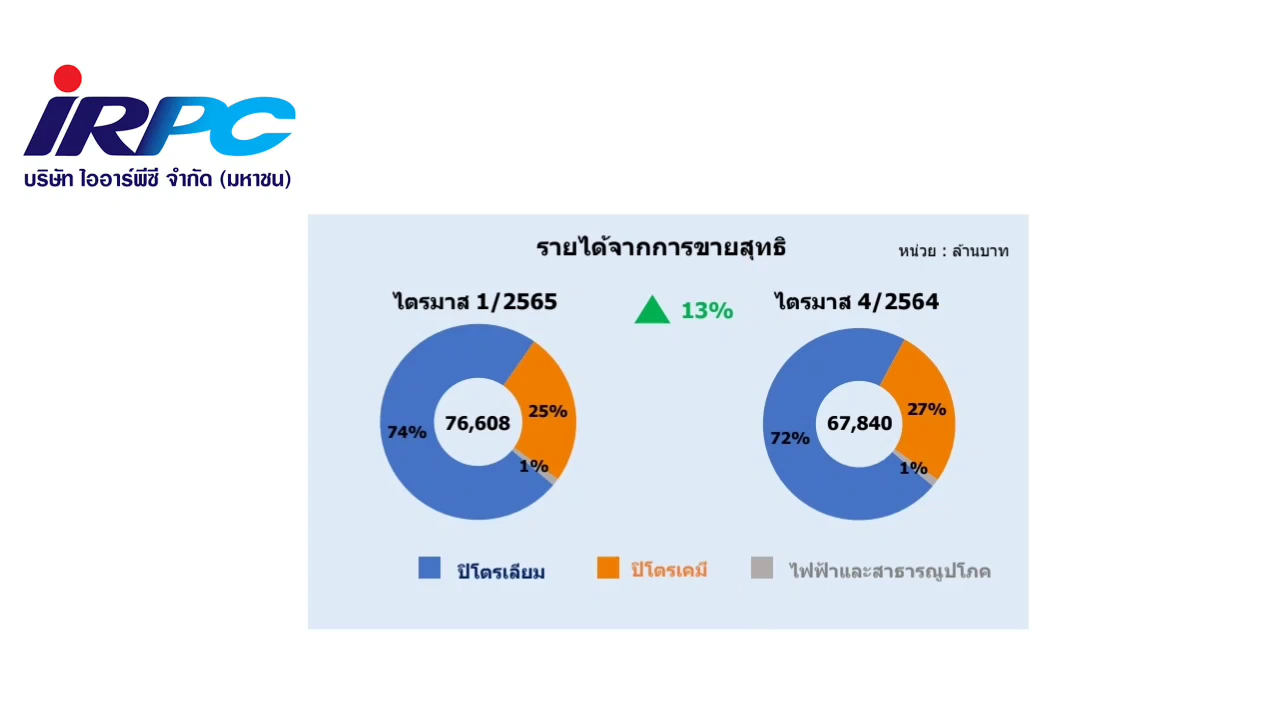 iRPC
บริษัท ไออาร์พีซี จำกัด (มหาชน)
รายได้จากการขายสุทธิ
หน่วย : ล้านบาท
ไตรมาส 1/2565
13%
ไตรมาส 4/2564
74%
76,608
25%
1%
72%
67,840
27%
1%
ปิโตรเลียม
ปิโตรเคมี
ไฟฟ้าและสาธารณูปโภค